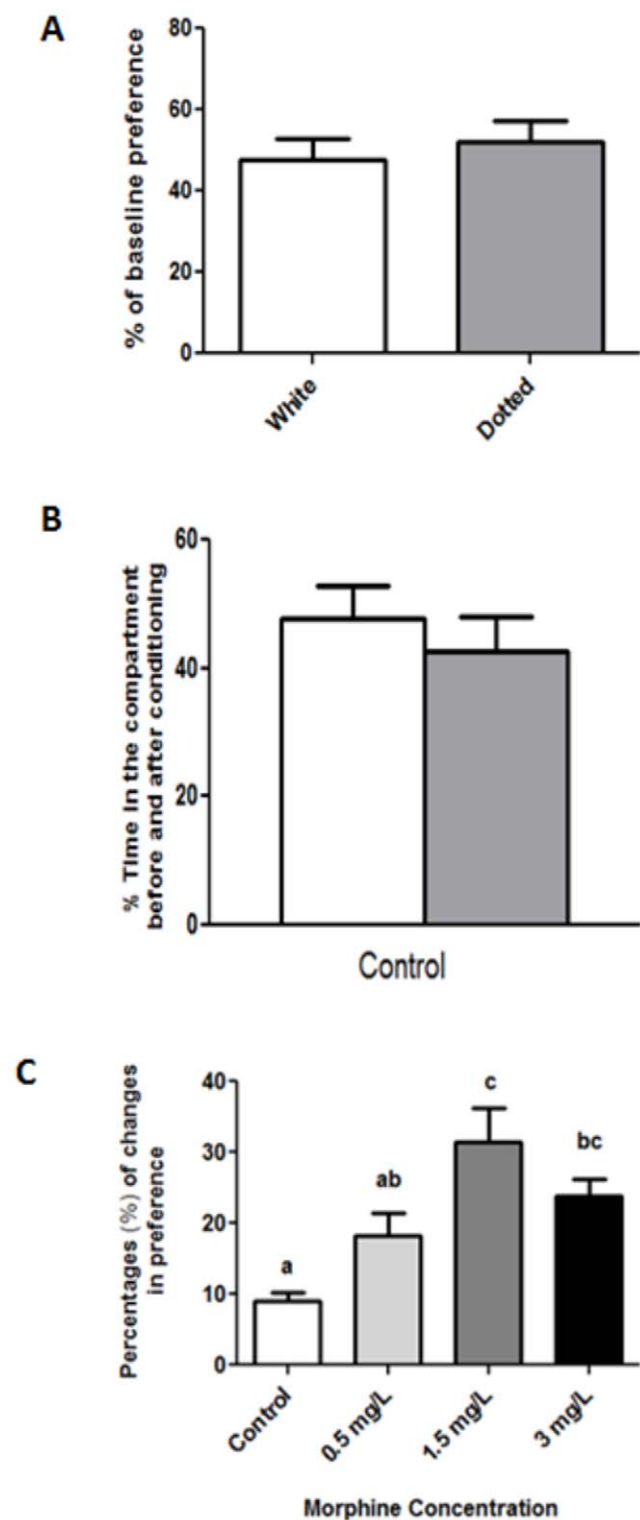 A
% of baseline preference
80
60
40
20
0
White
Dotted
B
% Time in the compartment
before and after conditioning
60
40
20
0
Control
C
Percentages (%) of changes
in preference
40
30
20
10
0
a
ab
c
bc
Control
0.5 mg/L
1.5 mg/L
3 mg/L
Morphine Concentration